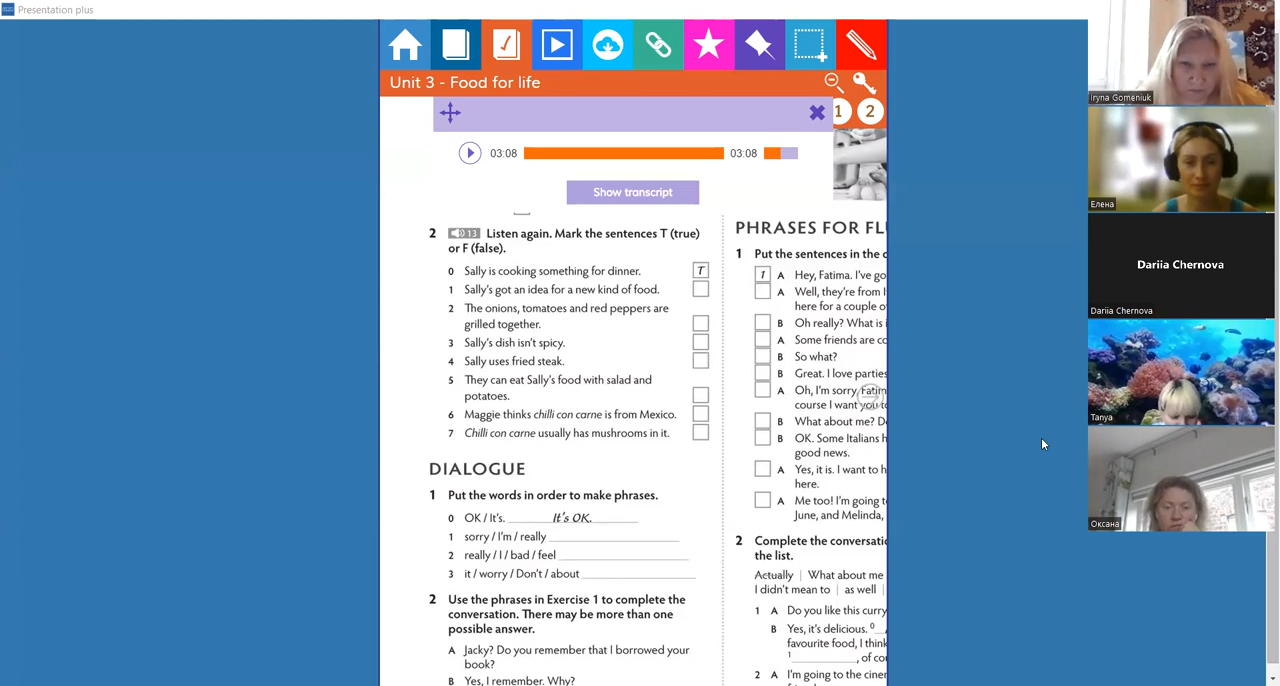 Presentation plus
Unit 3 - Food for life
1 2
03:08 03:08
Show transcript
2 13 Listen again. Mark the sentences T (true)
or F (false).
0 Sally is cooking something for dinner. T
1 Sally's got an idea for a new kind of food.
2 The onions, tomatoes and red peppers are
grilled together.
3 Sally's dish isn't spicy.
4 Sally uses fried steak.
5 They can eat Sally's food with salad and
potatoes.
6 Maggie thinks chilli con carne is from Mexico.
7 Chilli con carne usually has mushrooms in it.
DIALOGUE
1 Put the words in order to make phrases.
0 OK / It's. It's OK.
1 sorry / I'm / really
2 really / I / bad / feel
3 it / worry / Don't / about
2 Use the phrases in Exercise 1 to complete the
conversation. There may be more than one
possible answer.
A Jacky? Do you remember that I borrowed your
book?
B Yes, I remember. Why?
PHRASES FOR FLU
1 Put the sentences in the
1 A Hey, Fatima. I've go
A Well, they're from
here for a couple
B Oh really? What is
A Some friends are co
B So what?
B Great. I love parties
A Oh, I'm sorry,
course I want
B What about me?
B OK. Some Italians
good news.
A Yes, it is. I want to
here.
A Me too! I'm going
June, and Melinda,
2 Complete the
the list.
Actually | What about me
I didn't mean to | as well |
1 A Do you like this curry
B Yes, it's delicious. 0
favourite food, I think
1 , of
2 A I'm going to the
Iryna Gomeniuk
Елена
Dariia Chernova
Dariia Chernova
Tanya
Оксана